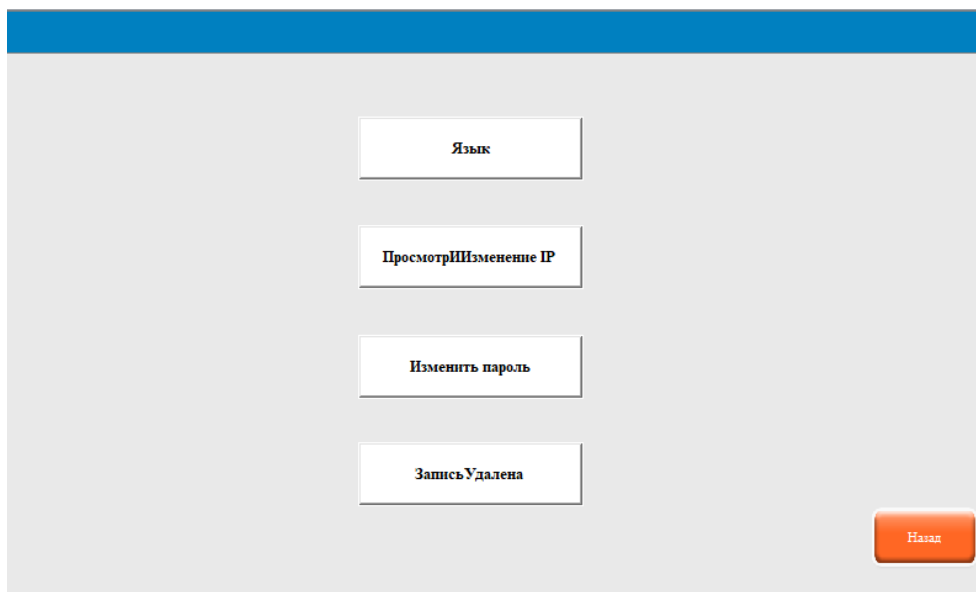 Язык
ПросмотрИИзменение IP
Изменить пароль
ЗаписьУдалена
Назад